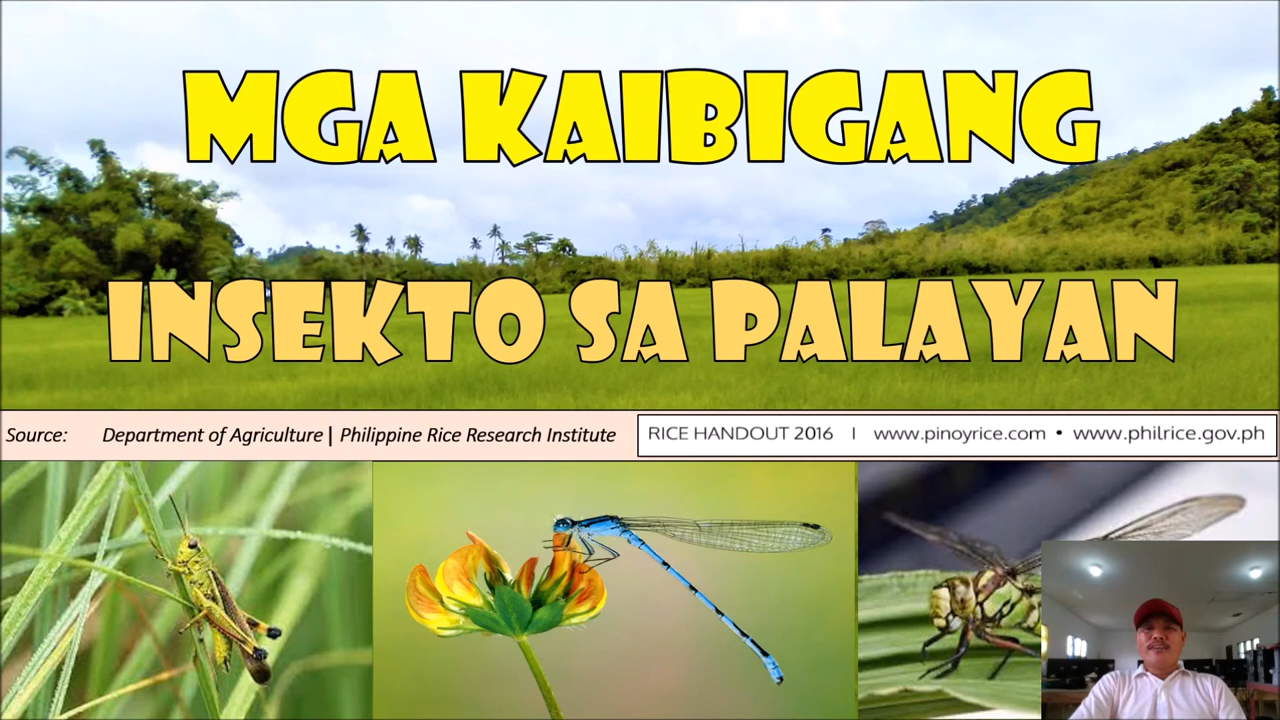 MGA KAIBIGANG
INSEKTO SA PALAYAN
Source: Department of Agriculture | Philippine Rice Research Institute
RICE HANDOUT 2016 | www.pinoyrice.com • www.philrice.gov.ph